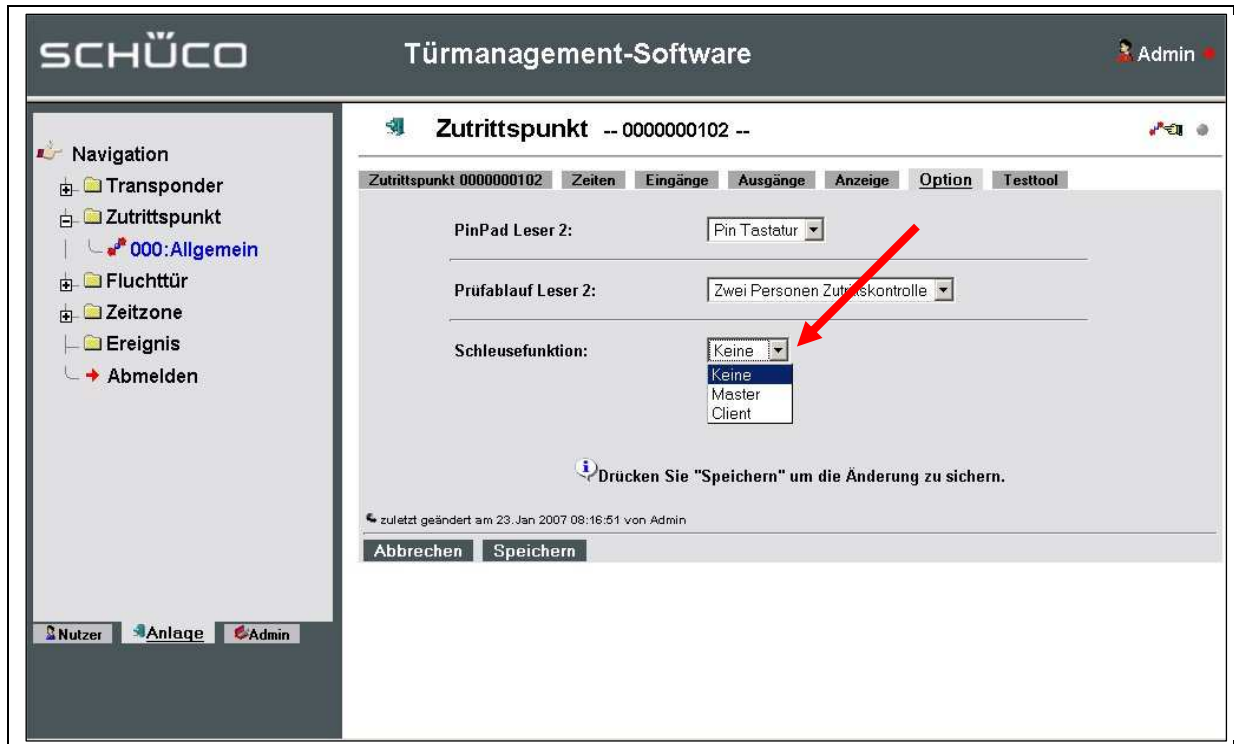 SCHÜCO
Türmanagement-Software
Admin
Navigation
Transponder
Zutrittspunkt
000:Allgemein
Fluchttür
Zeitzone
Ereignis
Abmelden
Nutzer Anlage Admin
Zutrittspunkt -- 0000000102 --
Zutrittspunkt 0000000102 Zeiten Eingänge Ausgänge Anzeige Option Testtool
PinPad Leser 2: Pin Tastatur
Prüfablauf Leser 2: Zwei Personen Zutrittskontrolle
Schleusefunktion: Keine
Keine
Master
Client
Drücken Sie "Speichern" um die Änderung zu sichern.
zuletzt geändert am 23.Jan 2007 08:16:51 von Admin
Abbrechen Speichern